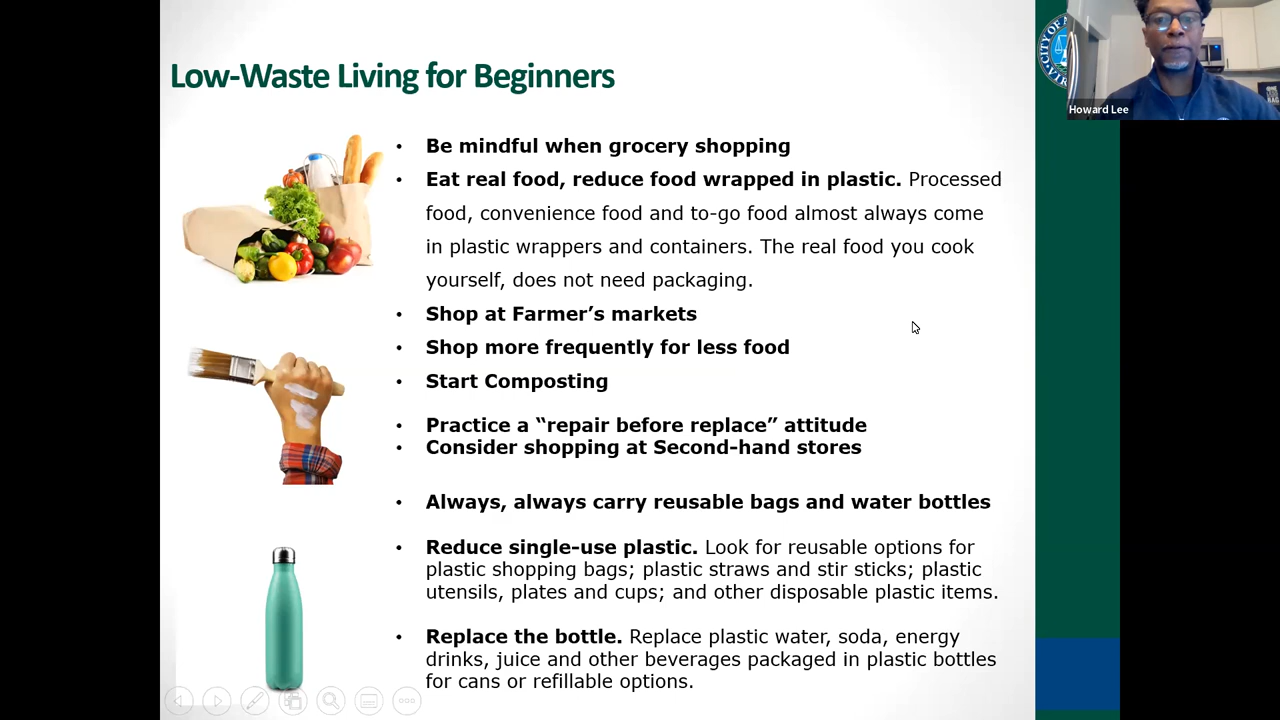 Low-Waste Living for Beginners
CITY OF A
VIR
Howard Lee
• Be mindful when grocery shopping
• Eat real food, reduce food wrapped in plastic. Processed
food, convenience food and to-go food almost always come
in plastic wrappers and containers. The real food you cook
yourself, does not need packaging.
• Shop at Farmer’s markets
• Shop more frequently for less food
• Start Composting
• Practice a “repair before replace” attitude
• Consider shopping at Second-hand stores
• Always, always carry reusable bags and water bottles
• Reduce single-use plastic. Look for reusable options for
plastic shopping bags; plastic straws and stir sticks; plastic
utensils, plates and cups; and other disposable plastic items.
• Replace the bottle. Replace plastic water, soda, energy
drinks, juice and other beverages packaged in plastic bottles
for cans or refillable options.